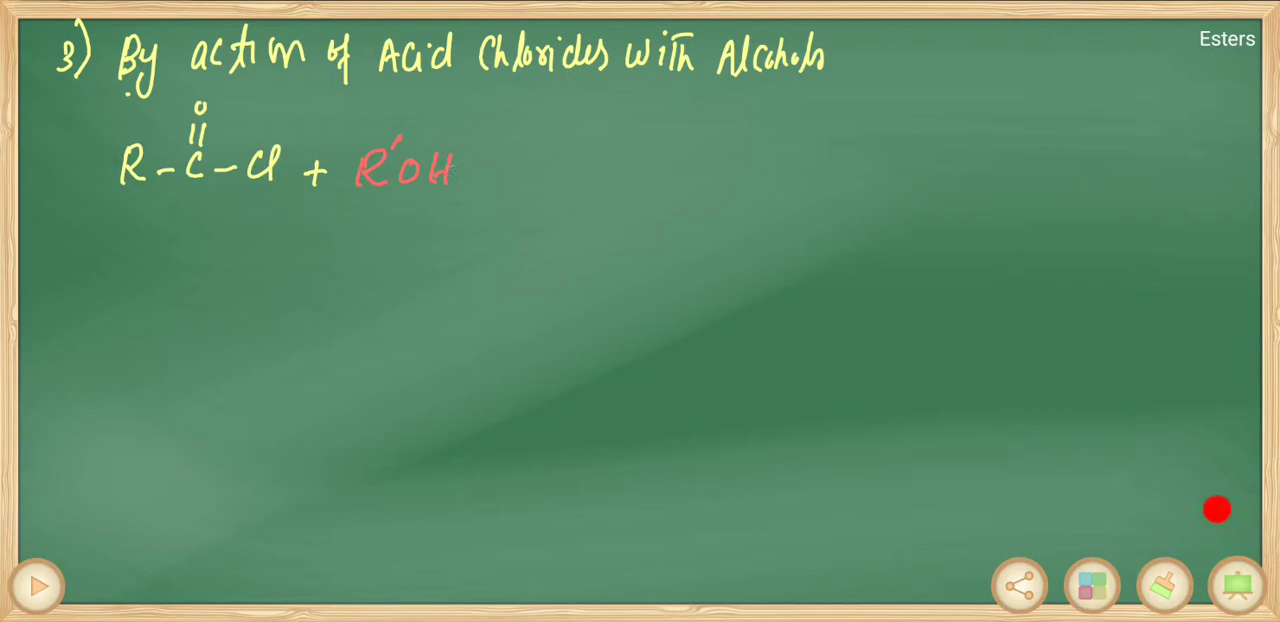 Esters
3) By action of Acid Chlorides with Alcohols
O
||
R - C - Cl + R'OH